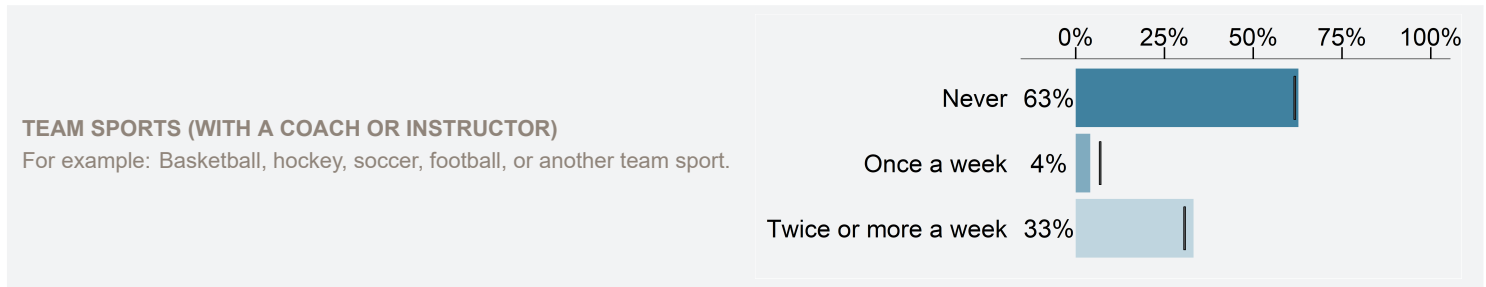 TEAM SPORTS (WITH A COACH OR INSTRUCTOR)
For example: Basketball, hockey, soccer, football, or another team sport.
0% 25% 50% 75% 100%
Never 63%
Once a week 4%
Twice or more a week 33%